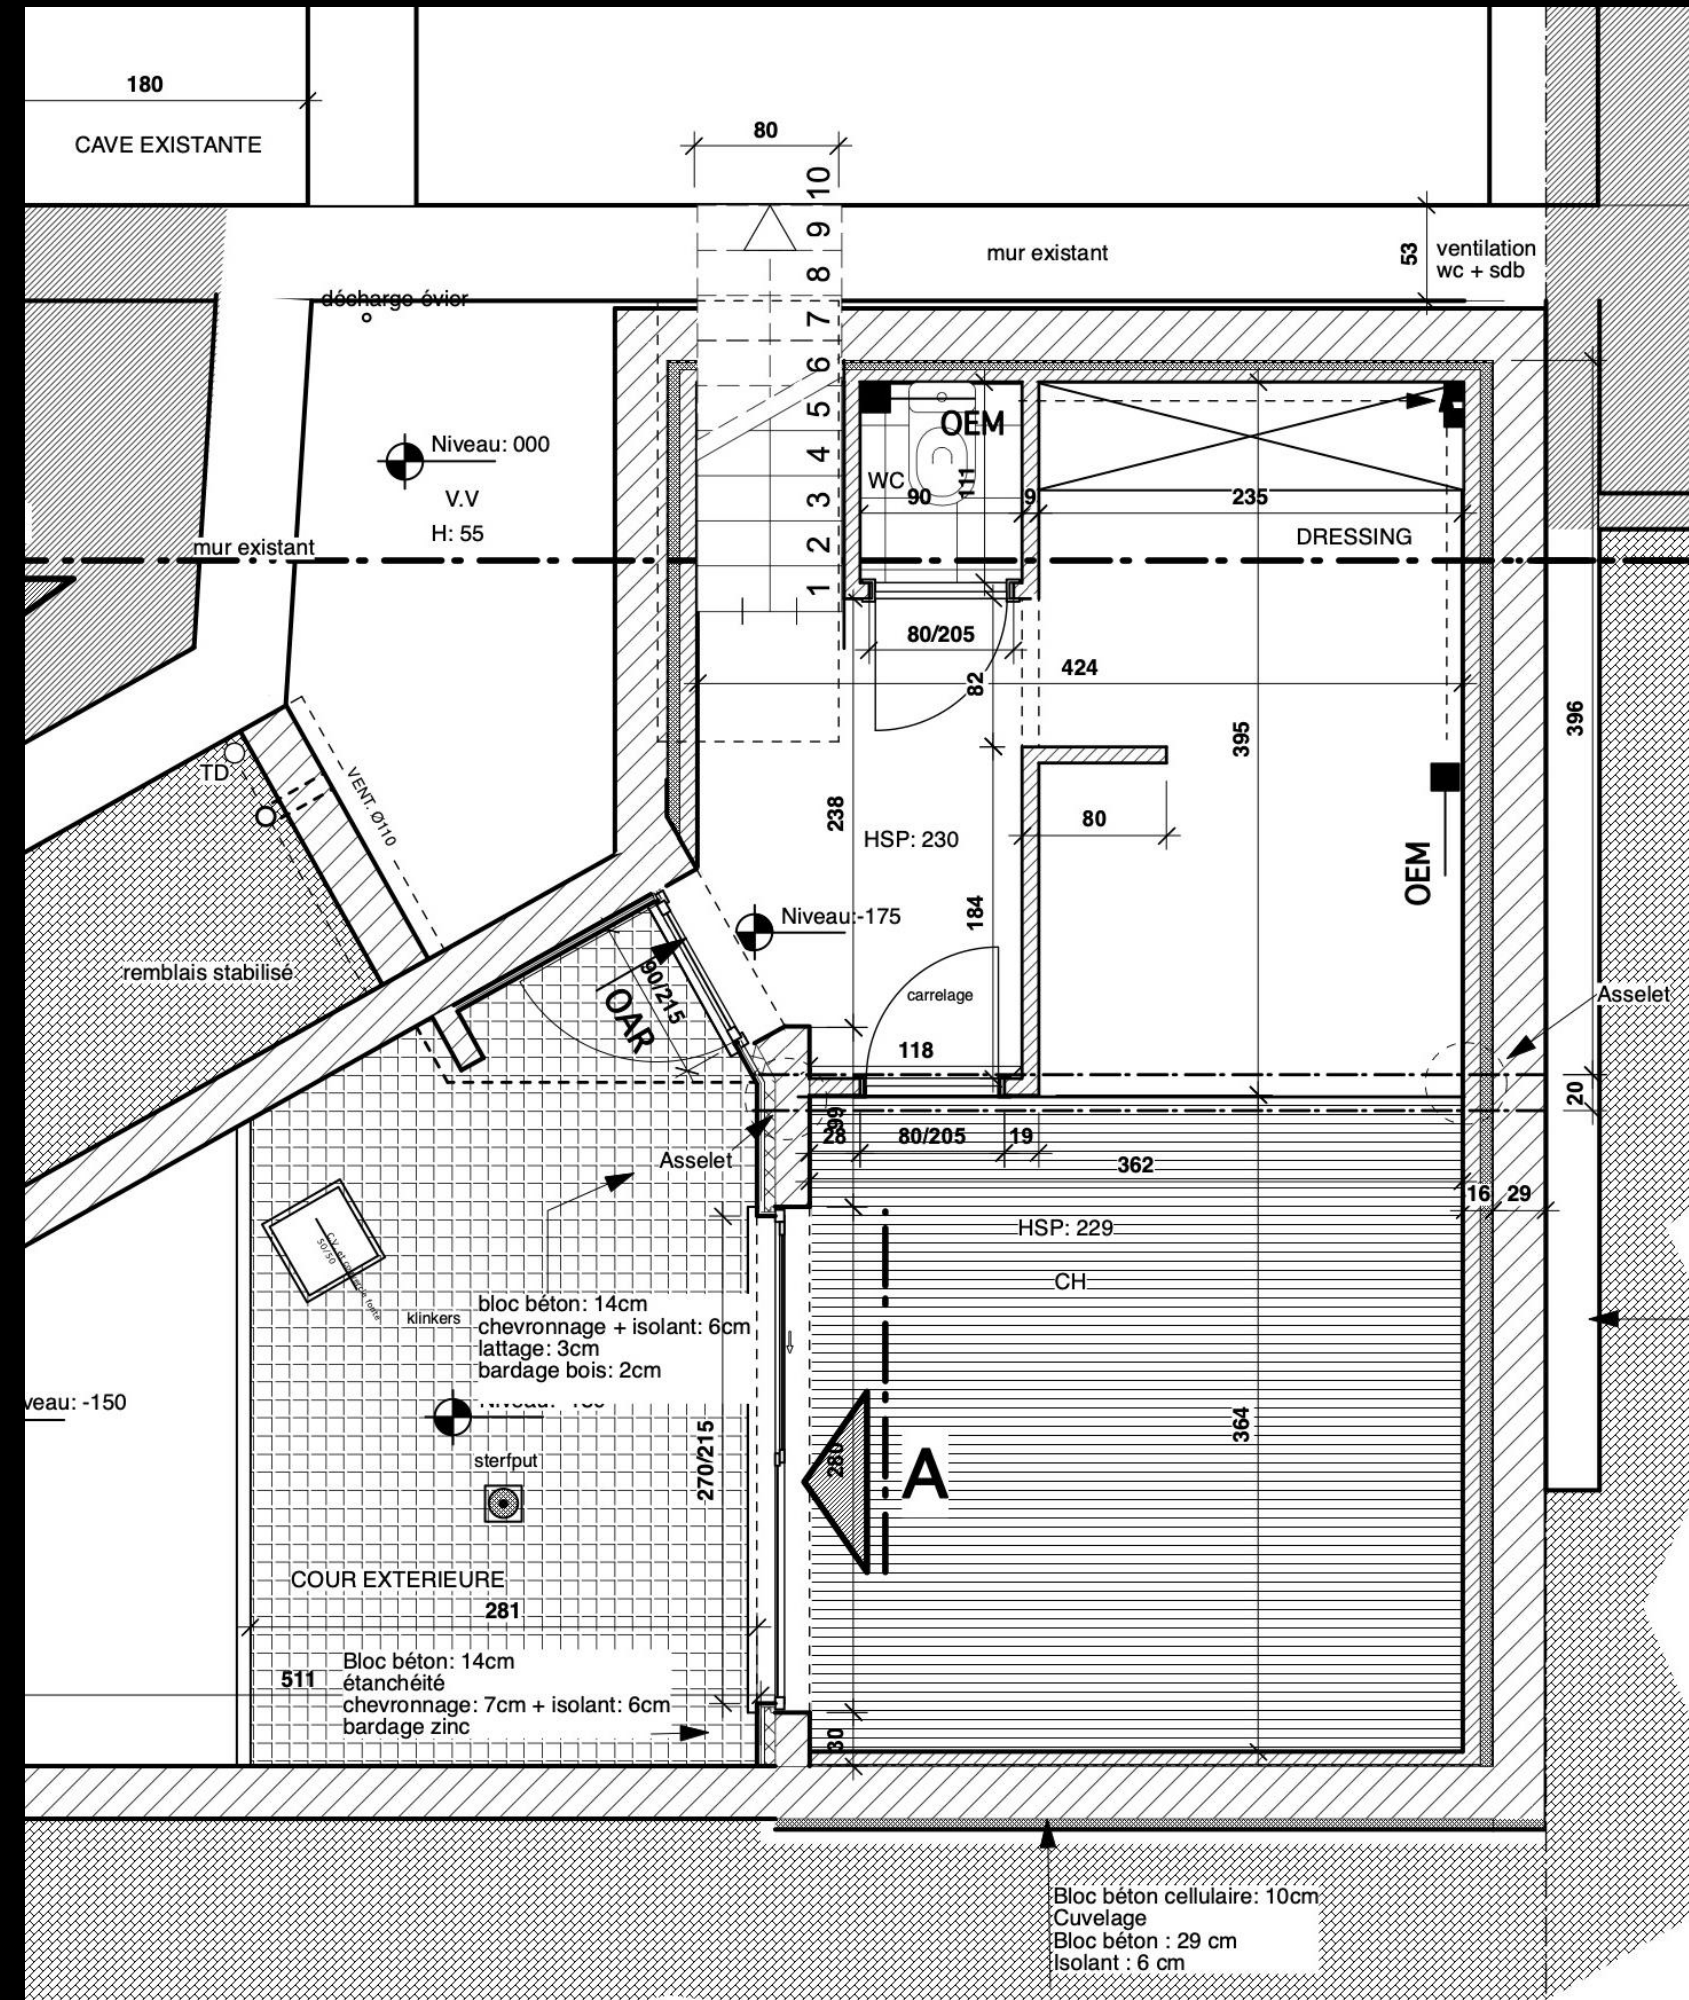 180
CAVE EXISTANTE
80
10
9
8
7
6
5
4
3
2
1
mur existant
53
ventilation
wc + sdb
décharge évier
Niveau: 000
V.V
H: 55
mur existant
OEM
WC
111
90
9
235
DRESSING
80/205
82
424
395
396
TD
VENT. Ø110
238
HSP: 230
80
OEM
184
Niveau:-175
remblais stabilisé
90/215
OAR
carrelage
Asselet
118
20
99
28
80/205
19
362
Asselet
16
29
HSP: 229
CH
C.V. et
fonte
50/50
klinkers
bloc béton: 14cm
chevronnage + isolant: 6cm
lattage: 3cm
bardage bois: 2cm
veau: -150
270/215
280
A
364
sterfput
COUR EXTERIEURE
281
511
Bloc béton: 14cm
étanchéité
chevronnage: 7cm + isolant: 6cm
bardage zinc
30
Bloc béton cellulaire: 10cm
Cuvelage
Bloc béton : 29 cm
Isolant : 6 cm